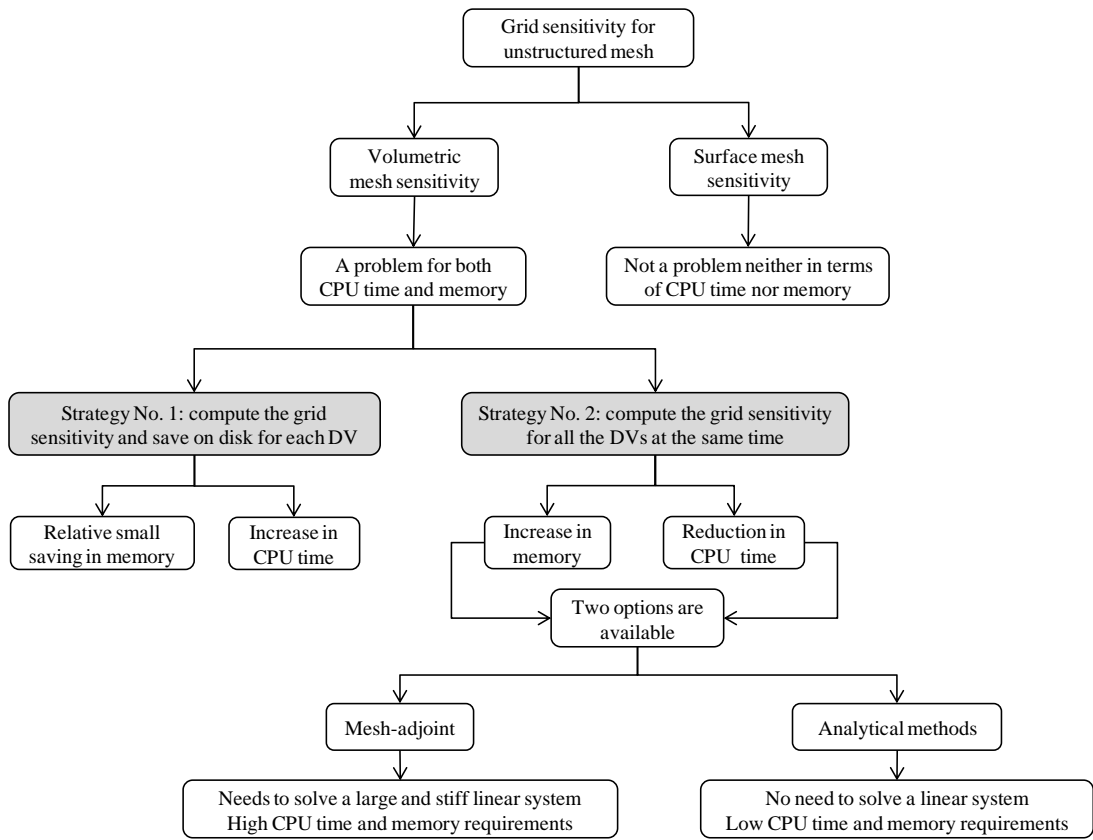 Grid sensitivity for
unstructured mesh
Volumetric
mesh sensitivity
Surface mesh
sensitivity
A problem for both
CPU time and memory
Not a problem neither in terms
of CPU time nor memory
Strategy No. 1: compute the grid
sensitivity and save on disk for each DV
Strategy No. 2: compute the grid sensitivity
for all the DVs at the same time
Relative small
saving in memory
Increase in
CPU time
Increase in
memory
Reduction in
CPU time
Two options are
available
Mesh-adjoint
Analytical methods
Needs to solve a large and stiff linear system
High CPU time and memory requirements
No need to solve a linear system
Low CPU time and memory requirements